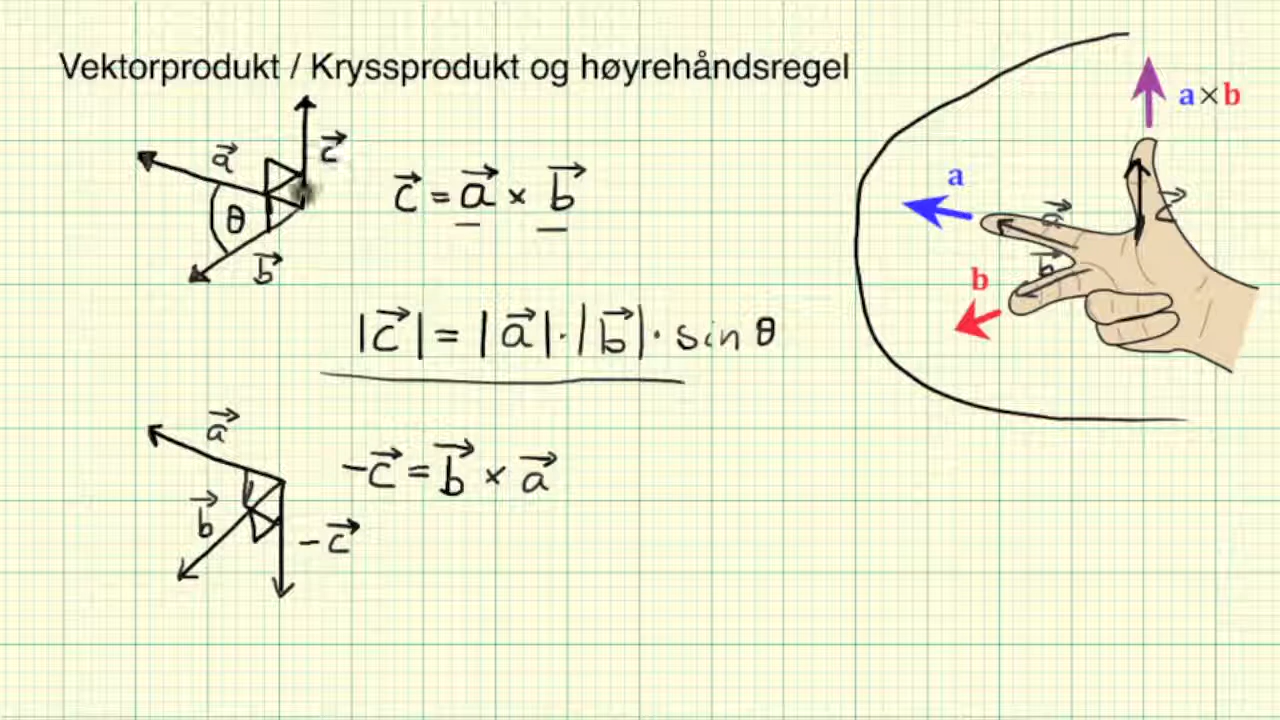 Vektorprodukt / Kryssprodukt og høyrehåndsregel
a⃗
c⃗
θ
b⃗
c⃗ = a⃗ × b⃗
|c⃗| = |a⃗| · |b⃗| · sin θ
a⃗
b⃗
-c⃗
-c⃗ = b⃗ × a⃗
a×b
a
a⃗
c⃗
b⃗
b